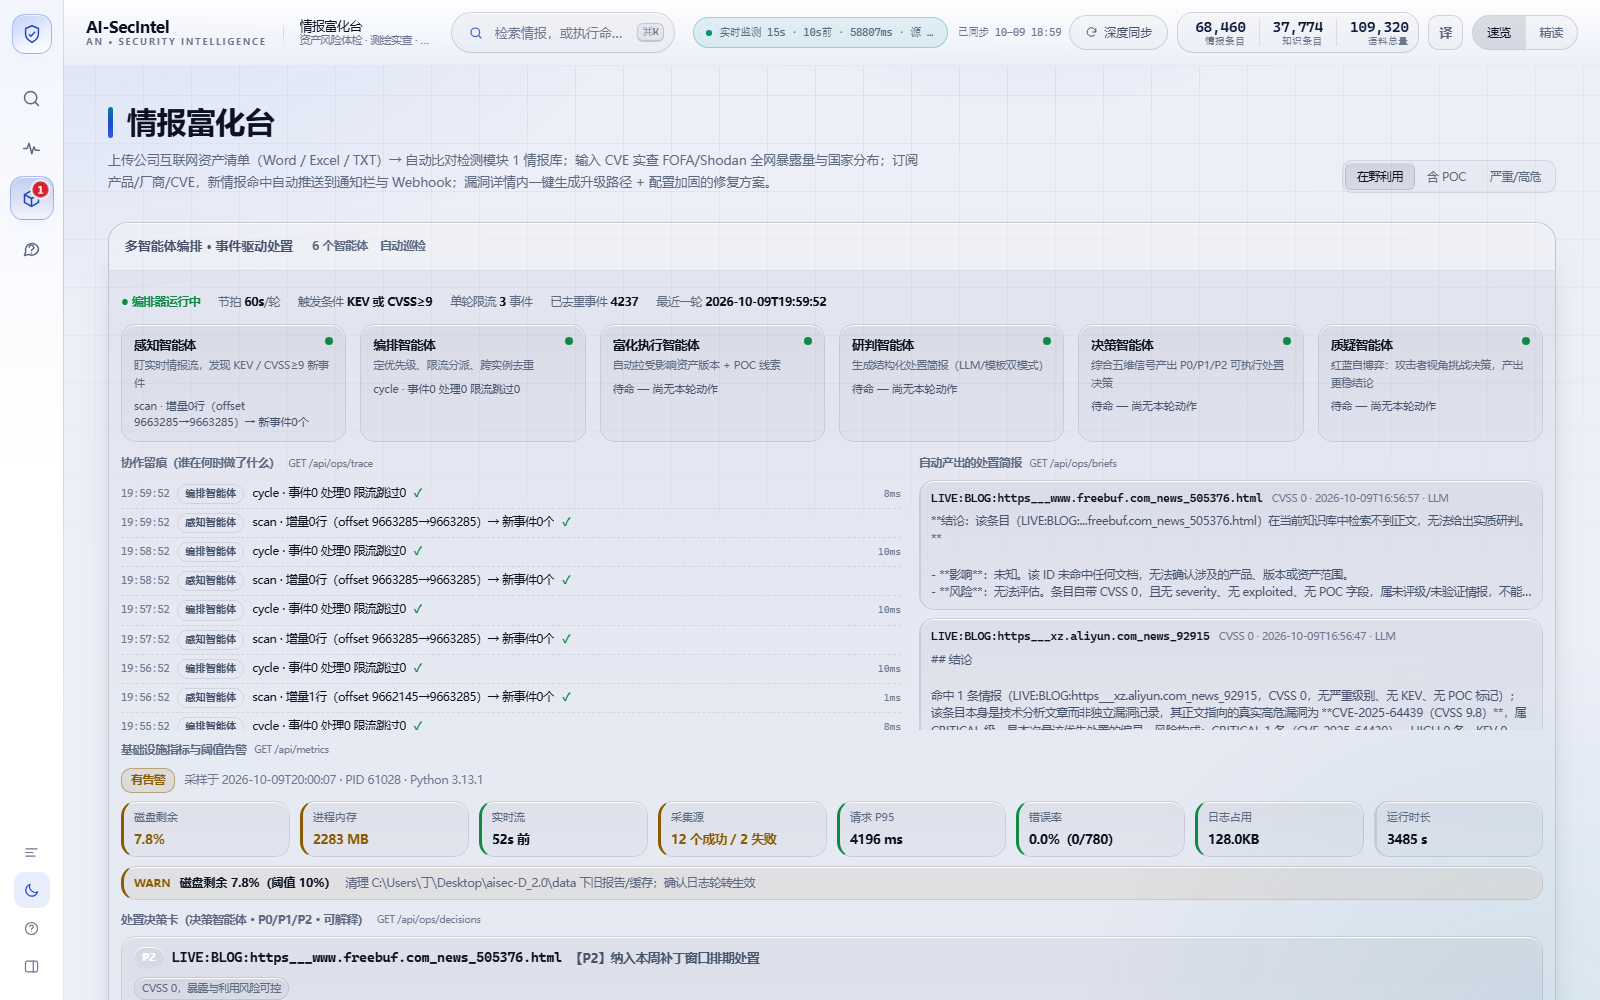 AI-SecIntel
AN • SECURITY INTELLIGENCE
情报富化台
资产风险体检 · 测绘实查 · ...
检索情报，或执行命... ⌘K
实时监测 15s · 10s前 · 58807ms · 源 …
已同步 10-09 18:59
深度同步
68,460 情报条目
37,774 知识条目
109,320 语料总量
译
速览 精读
1
情报富化台
上传公司互联网资产清单（Word / Excel / TXT）→ 自动比对检测模块 1 情报库；输入 CVE 实查 FOFA/Shodan 全网暴露量与国家分布；订阅
产品/厂商/CVE，新情报命中自动推送到通知栏与 Webhook；漏洞详情内一键生成升级路径 + 配置加固的修复方案。
在野利用 含 POC 严重/高危
多智能体编排 • 事件驱动处置 6 个智能体 自动巡检
编排器运行中 节拍 60s/轮 触发条件 KEV 或 CVSS≥9 单轮限流 3 事件 已去重事件 4237 最近一轮 2026-10-09T19:59:52
感知智能体
盯实时情报流，发现 KEV / CVSS≥9 新事
件
scan · 增量0行（offset
9663285→9663285）→ 新事件0个
编排智能体
定优先级、限流分派、跨实例去重
cycle · 事件0 处理0 限流跳过0
富化执行智能体
自动拉受影响资产版本 + POC 线索
待命 — 尚无本轮动作
研判智能体
生成结构化处置简报（LLM/模板双模式）
待命 — 尚无本轮动作
决策智能体
综合五维信号产出 P0/P1/P2 可执行处置
决策
待命 — 尚无本轮动作
质疑智能体
红蓝自博弈：攻击者视角挑战决策，产出
更稳结论
待命 — 尚无本轮动作
协作留痕（谁在何时做了什么） GET /api/ops/trace
19:59:52 编排智能体 cycle · 事件0 处理0 限流跳过0 ✓ 8ms
19:59:52 感知智能体 scan · 增量0行（offset 9663285→9663285）→ 新事件0个 ✓
19:58:52 编排智能体 cycle · 事件0 处理0 限流跳过0 ✓ 10ms
19:58:52 感知智能体 scan · 增量0行（offset 9663285→9663285）→ 新事件0个 ✓
19:57:52 编排智能体 cycle · 事件0 处理0 限流跳过0 ✓ 10ms
19:57:52 感知智能体 scan · 增量0行（offset 9663285→9663285）→ 新事件0个 ✓
19:56:52 编排智能体 cycle · 事件0 处理0 限流跳过0 ✓ 10ms
19:56:52 感知智能体 scan · 增量1行（offset 9662145→9663285）→ 新事件0个 ✓ 1ms
19:55:52 编排智能体 cycle · 事件0 处理0 限流跳过0 ✓ 8ms
自动产出的处置简报 GET /api/ops/briefs
LIVE:BLOG:https___www.freebuf.com_news_505376.html CVSS 0 · 2026-10-09T16:56:57 · LLM
**结论：该条目（LIVE:BLOG:...freebuf.com_news_505376.html）在当前知识库中检索不到正文，无法给出实质研判。
**
- **影响**：未知。该 ID 未命中任何文档，无法确认涉及的产品、版本或资产范围。
- **风险**：无法评估。条目自带 CVSS 0，且无 severity、无 exploited、无 POC 字段，属未评级/未验证情报，不能...
LIVE:BLOG:https___xz.aliyun.com_news_92915 CVSS 0 · 2026-10-09T16:56:47 · LLM
## 结论
命中 1 条情报（LIVE:BLOG:https___xz.aliyun.com_news_92915，CVSS 0，无严重级别、无 KEV、无 POC 标记）；
该条目本身是技术分析文章而非独立漏洞记录，其正文指向的真实高危漏洞为 **CVE-2025-64439（CVSS 9.8）**，属
基础设施指标与阈值告警 GET /api/metrics
有告警 采样于 2026-10-09T20:00:07 · PID 61028 · Python 3.13.1
磁盘剩余
7.8%
进程内存
2283 MB
实时流
52s 前
采集源
12 个成功 / 2 失败
请求 P95
4196 ms
错误率
0.0%（0/780）
日志占用
128.0KB
运行时长
3485 s
WARN 磁盘剩余 7.8%（阈值 10%） 清理 C:\Users\丁\Desktop\aisec-D_2.0\data 下旧报告/缓存；确认日志轮转生效
处置决策卡（决策智能体 • P0/P1/P2 • 可解释） GET /api/ops/decisions
P2 LIVE:BLOG:https___www.freebuf.com_news_505376.html 【P2】纳入本周补丁窗口排期处置
CVSS 0，暴露与利用风险可控